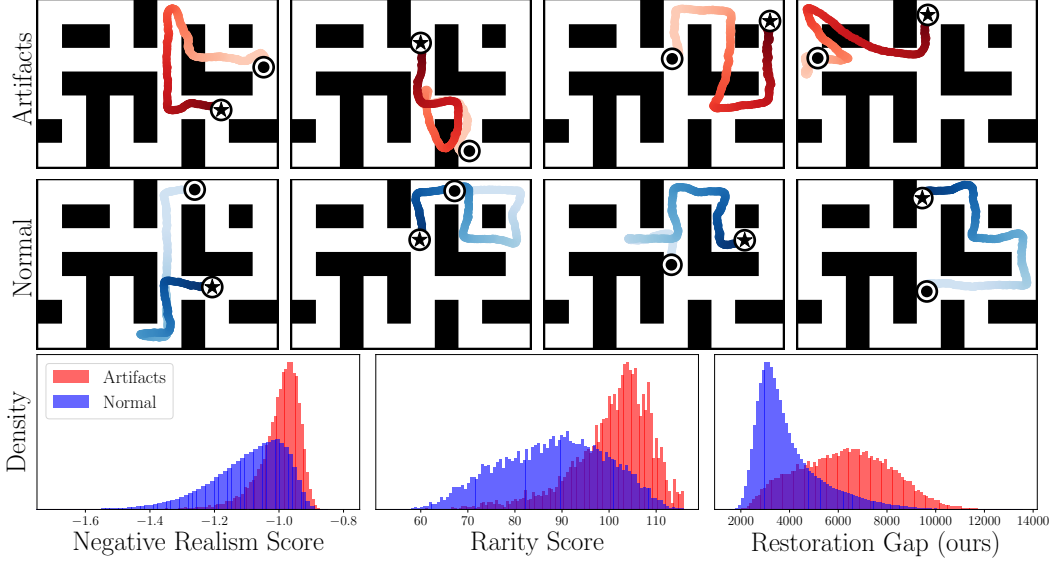 Artifacts
Normal
Density
Artifacts
Normal
−1.6 −1.4 −1.2 −1.0 −0.8
Negative Realism Score
60 70 80 90 100 110
Rarity Score
2000 4000 6000 8000 10000 12000 14000
Restoration Gap (ours)